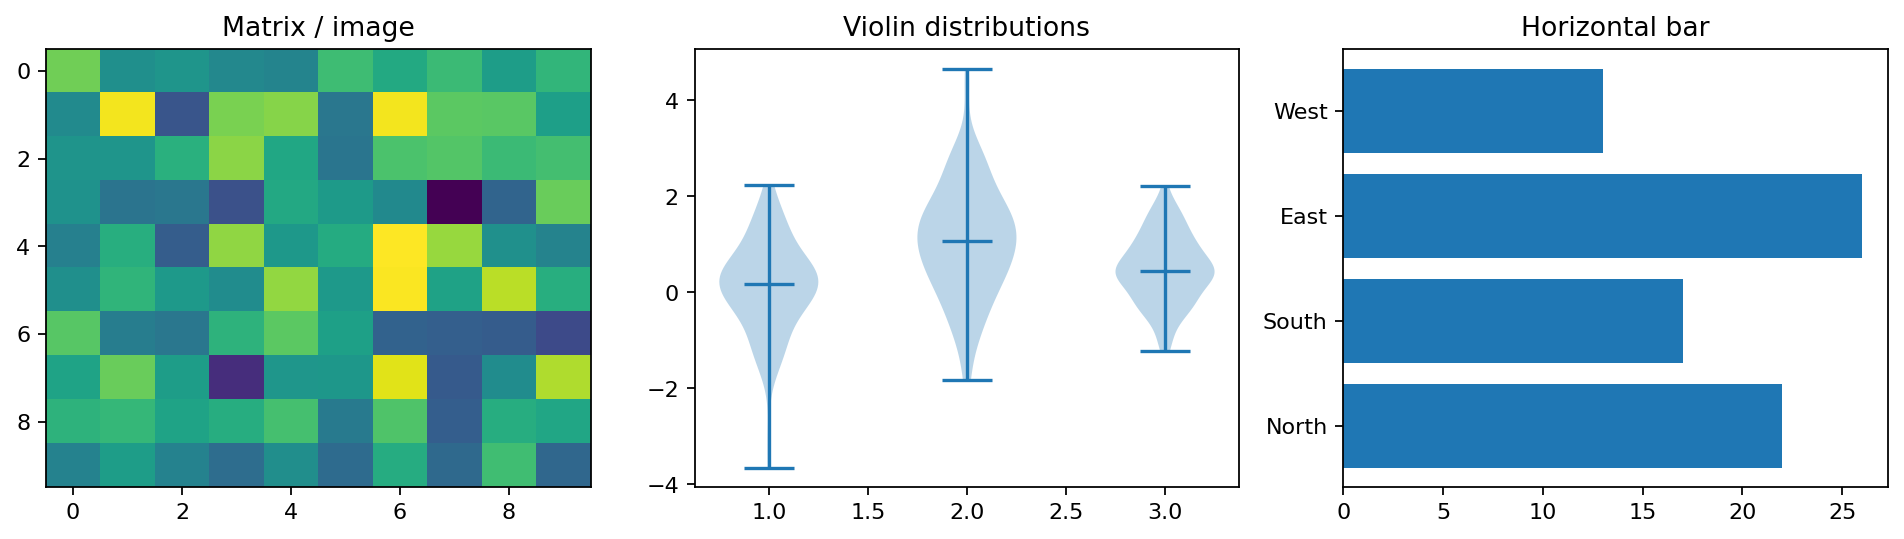 Matrix / image
0
2
4
6
8
0 2 4 6 8
Violin distributions
4
2
0
−2
−4
1.0 1.5 2.0 2.5 3.0
Horizontal bar
West
East
South
North
0 5 10 15 20 25